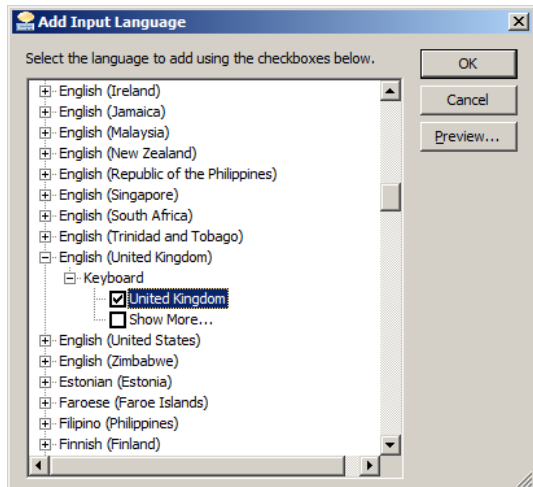 Add Input Language
Select the language to add using the checkboxes below.
OK
Cancel
Preview...
English (Ireland)
English (Jamaica)
English (Malaysia)
English (New Zealand)
English (Republic of the Philippines)
English (Singapore)
English (South Africa)
English (Trinidad and Tobago)
English (United Kingdom)
Keyboard
United Kingdom
Show More...
English (United States)
English (Zimbabwe)
Estonian (Estonia)
Faroese (Faroe Islands)
Filipino (Philippines)
Finnish (Finland)